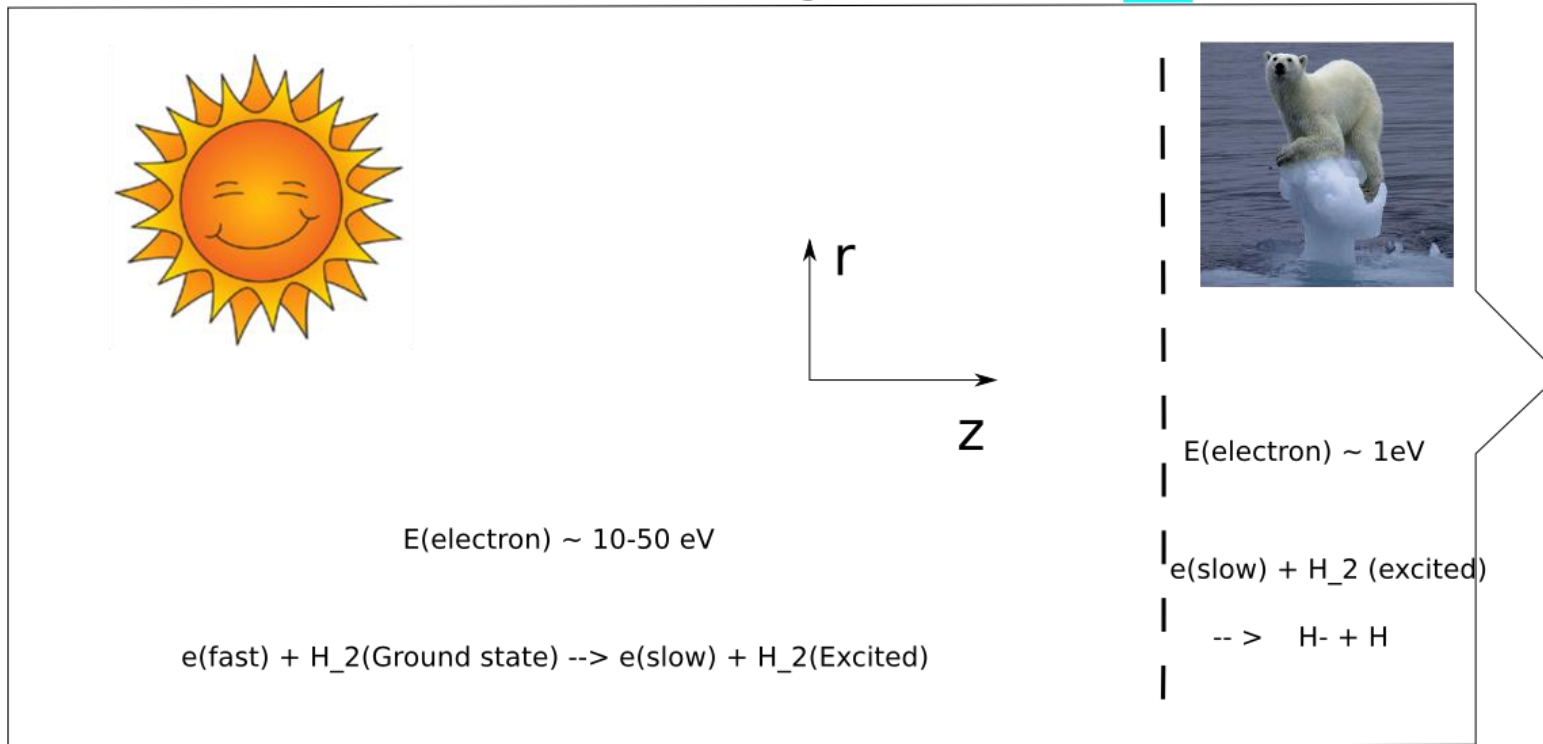 r
z
E(electron) ~ 1eV
E(electron) ~ 10-50 eV
e(slow) + H_2 (excited)
-- > H- + H
e(fast) + H_2(Ground state) --> e(slow) + H_2(Excited)